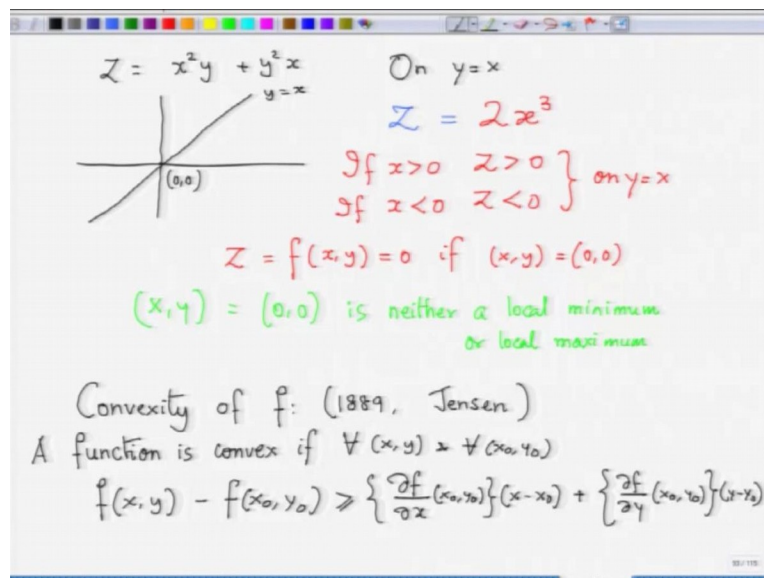 Z = x²y + y²x
On y=x
y=x
(0,0)
Z = 2x³
If x>0 Z>0
If x<0 Z<0
} on y=x
Z = f(x,y) = 0 if (x,y) = (0,0)
(x,y) = (0,0) is neither a local minimum
or local maximum
Convexity of f: (1889, Jensen)
A function is convex if ∀ (x,y) & ∀ (x₀,y₀)
f(x,y) - f(x₀,y₀) ≥ {∂f/∂x (x₀,y₀)}(x-x₀) + {∂f/∂y (x₀,y₀)}(y-y₀)